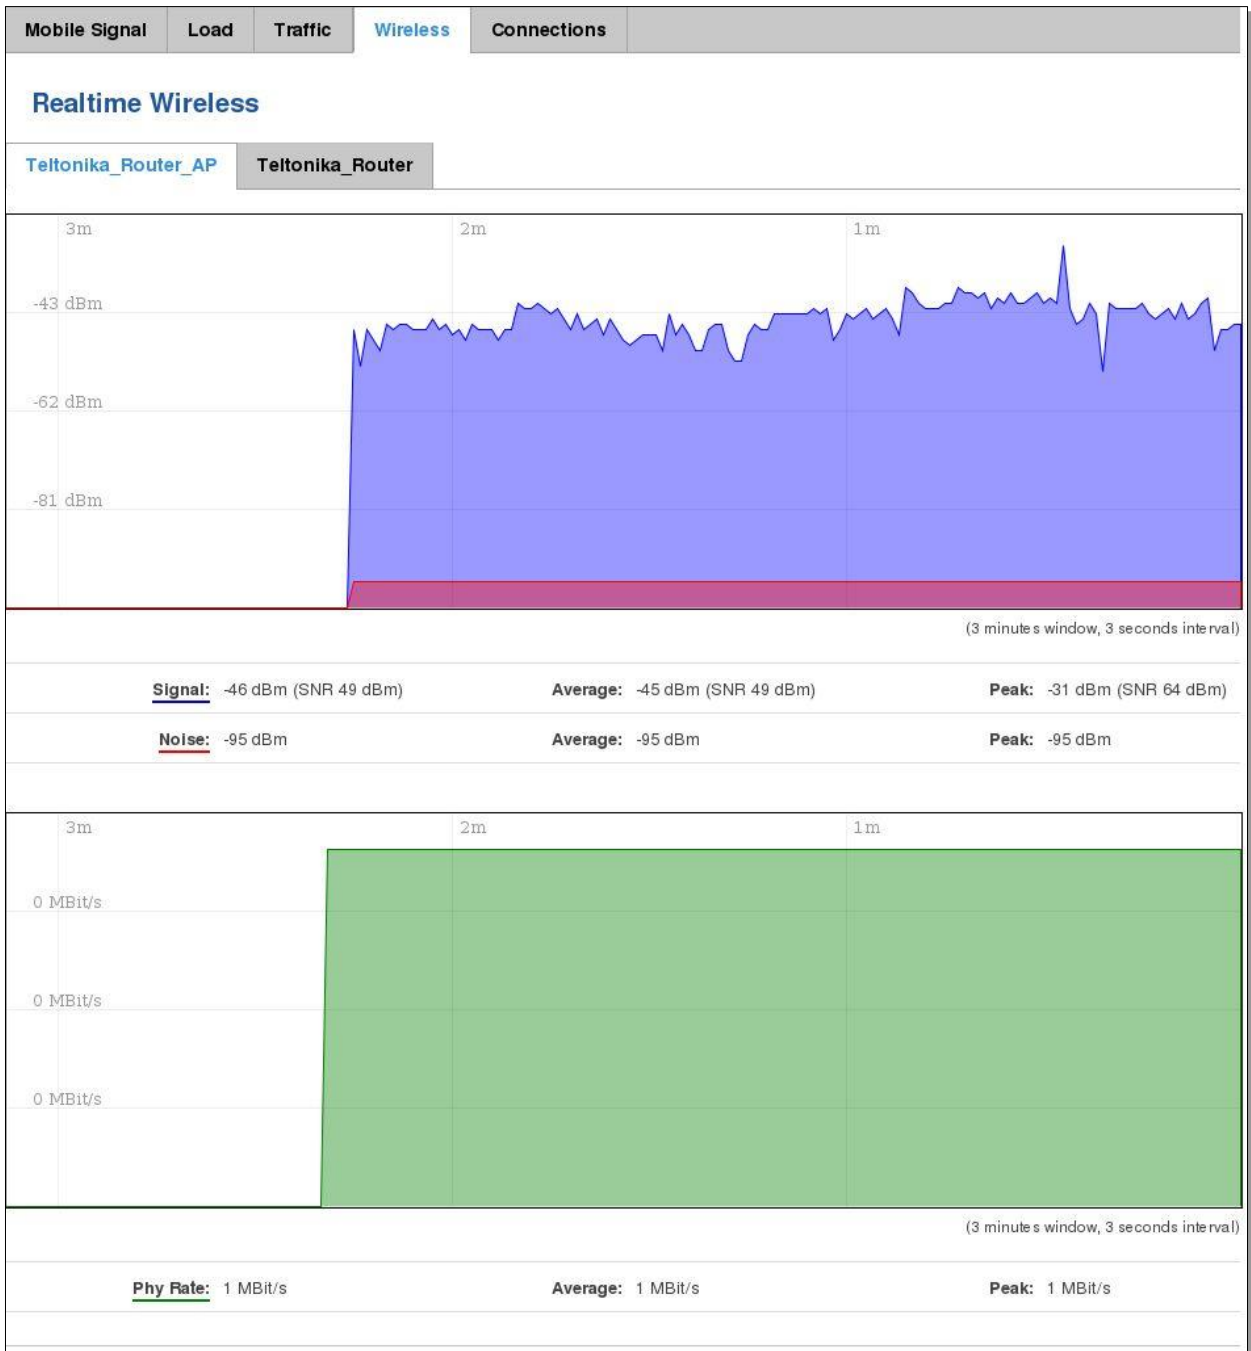 Mobile Signal Load Traffic Wireless Connections
Realtime Wireless
Teltonika_Router_AP Teltonika_Router
3m 2m 1m
-43 dBm
-62 dBm
-81 dBm
(3 minutes window, 3 seconds interval)
Signal: -46 dBm (SNR 49 dBm) Average: -45 dBm (SNR 49 dBm) Peak: -31 dBm (SNR 64 dBm)
Noise: -95 dBm Average: -95 dBm Peak: -95 dBm
3m 2m 1m
0 MBit/s
0 MBit/s
0 MBit/s
(3 minutes window, 3 seconds interval)
Phy Rate: 1 MBit/s Average: 1 MBit/s Peak: 1 MBit/s